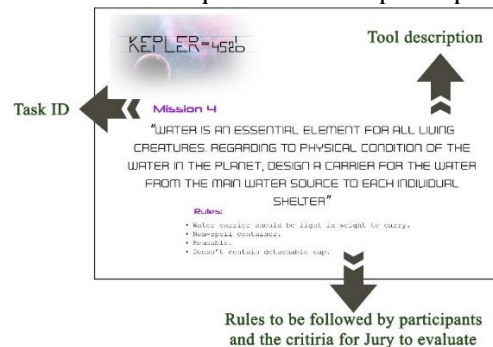 KEPLER-452b
Tool description
Task ID
Mission 4
"WATER IS AN ESSENTIAL ELEMENT FOR ALL LIVING
CREATURES. REGARDING TO PHYSICAL CONDITION OF THE
WATER IN THE PLANET, DESIGN A CARRIER FOR THE WATER
FROM THE MAIN WATER SOURCE TO EACH INDIVIDUAL
SHELTER"
Rules:
• Water carrier should be light in weight to carry.
• Non-spell container.
• Reusable.
• Doesn't contain detachable cap.
Rules to be followed by participants
and the critiria for Jury to evaluate